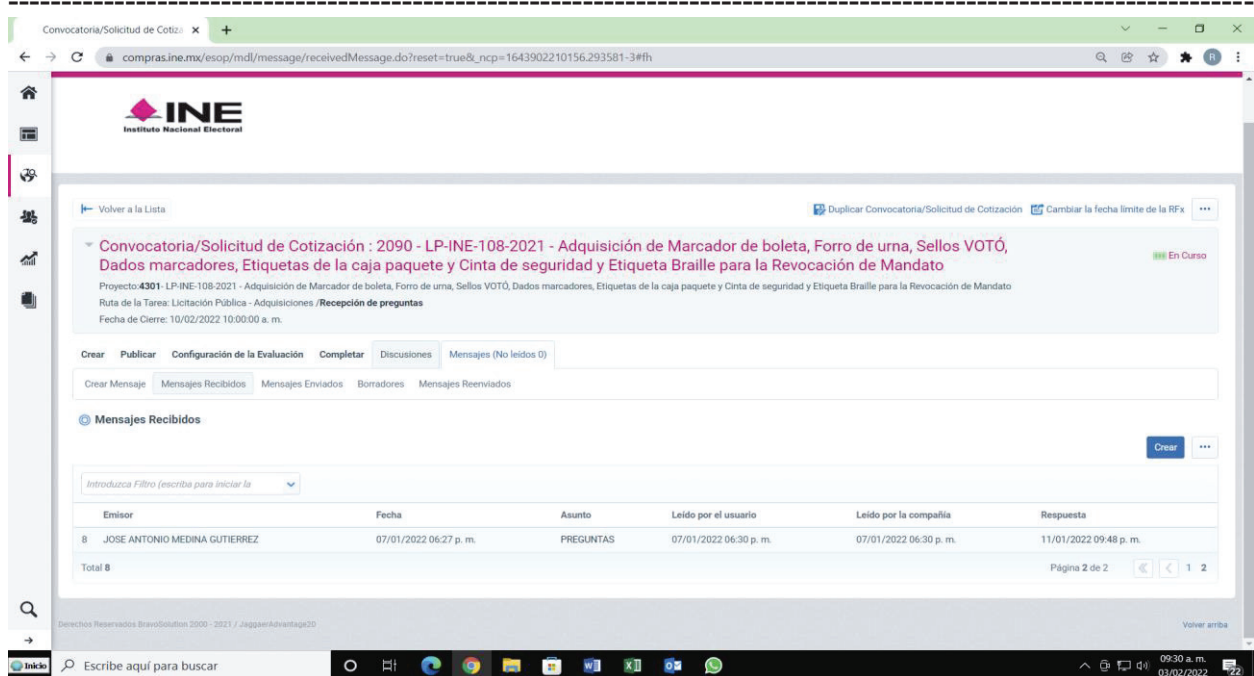 Convocatoria/Solicitud de Cotiza
compras.ine.mx/esop/mdl/message/receivedMessage.do?reset=true&_ncp=1643902210156.293581-3#fh
R
INE
Instituto Nacional Electoral
Volver a la Lista
Duplicar Convocatoria/Solicitud de Cotización Cambiar la fecha límite de la RFx ...
Convocatoria/Solicitud de Cotización : 2090 - LP-INE-108-2021 - Adquisición de Marcador de boleta, Forro de urna, Sellos VOTÓ,
Dados marcadores, Etiquetas de la caja paquete y Cinta de seguridad y Etiqueta Braille para la Revocación de Mandato
En Curso
Proyecto:4301- LP-INE-108-2021 - Adquisición de Marcador de boleta, Forro de urna, Sellos VOTÓ, Dados marcadores, Etiquetas de la caja paquete y Cinta de seguridad y Etiqueta Braille para la Revocación de Mandato
Ruta de la Tarea: Licitación Pública - Adquisiciones /Recepción de preguntas
Fecha de Cierre: 10/02/2022 10:00:00 a. m.
Crear Publicar Configuración de la Evaluación Completar Discusiones Mensajes (No leídos 0)
Crear Mensaje Mensajes Recibidos Mensajes Enviados Borradores Mensajes Reenviados
Mensajes Recibidos
Crear ...
Introduzca Filtro (escriba para iniciar la
Emisor Fecha Asunto Leído por el usuario Leído por la compañía Respuesta
8 JOSE ANTONIO MEDINA GUTIERREZ 07/01/2022 06:27 p. m. PREGUNTAS 07/01/2022 06:30 p. m. 07/01/2022 06:30 p. m. 11/01/2022 09:48 p. m.
Total 8 Página 2 de 2 1 2
Derechos Reservados BravoSolution 2000 - 2021 / JaggaerAdvantage20 Volver arriba
Inicio Escribe aquí para buscar 09:30 a. m.
03/02/2022 22